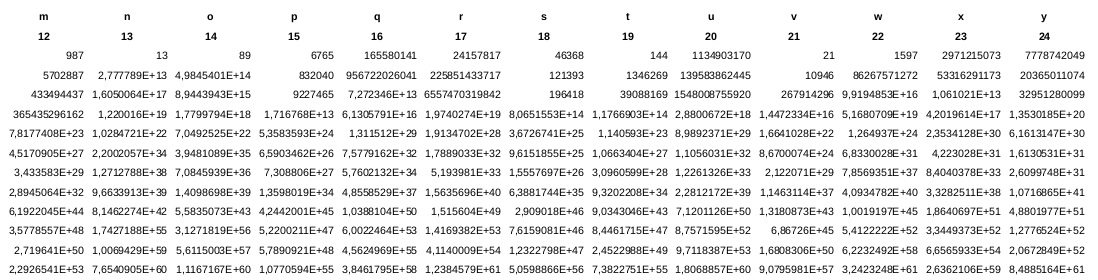 m n o p q r s t u v w x y
12 13 14 15 16 17 18 19 20 21 22 23 24
987 13 89 6765 165580141 24157817 46368 144 1134903170 21 1597 2971215073 7778742049
5702887 2,777789E+13 4,9845401E+14 832040 956722026041 225851433717 121393 1346269 139583862445 10946 86267571272 53316291173 20365011074
433494437 1,6050064E+17 8,9443943E+15 9227465 7,272346E+13 6557470319842 196418 39088169 1548008755920 267914296 9,9194853E+16 1,061021E+13 32951280099
365435296162 1,220016E+19 1,7799794E+18 1,716768E+13 6,1305791E+16 1,9740274E+19 8,0651553E+14 1,1766903E+14 2,8800672E+18 1,4472334E+16 5,1680709E+19 4,2019614E+17 1,3530185E+20
7,8177408E+23 1,0284721E+22 7,0492525E+22 5,3583593E+24 1,311512E+29 1,9134702E+28 3,6726741E+25 1,140593E+23 8,9892371E+29 1,6641028E+22 1,264937E+24 2,3534128E+30 6,1613147E+30
4,5170905E+27 2,2002057E+34 3,9481089E+35 6,5903462E+26 7,5779162E+32 1,7889033E+32 9,6151855E+25 1,0663404E+27 1,1056031E+32 8,6700074E+24 6,8330028E+31 4,223028E+31 1,6130531E+31
3,433583E+29 1,2712788E+38 7,0845939E+36 7,308806E+27 5,7602132E+34 5,193981E+33 1,5557697E+26 3,0960599E+28 1,2261326E+33 2,122071E+29 7,8569351E+37 8,4040378E+33 2,6099748E+31
2,8945064E+32 9,6633913E+39 1,4098698E+39 1,3598019E+34 4,8558529E+37 1,5635696E+40 6,3881744E+35 9,3202208E+34 2,2812172E+39 1,1463114E+37 4,0934782E+40 3,3282511E+38 1,0716865E+41
6,1922045E+44 8,1462274E+42 5,5835073E+43 4,2442001E+45 1,0388104E+50 1,515604E+49 2,909018E+46 9,0343046E+43 7,1201126E+50 1,3180873E+43 1,0019197E+45 1,8640697E+51 4,8801977E+51
3,5778557E+48 1,7427188E+55 3,1271819E+56 5,2200211E+47 6,0022464E+53 1,4169382E+53 7,6159081E+46 8,4461715E+47 8,7571595E+52 6,86726E+45 5,4122222E+52 3,3449373E+52 1,2776524E+52
2,719641E+50 1,0069429E+59 5,6115003E+57 5,7890921E+48 4,5624969E+55 4,1140009E+54 1,2322798E+47 2,4522988E+49 9,7118387E+53 1,6808306E+50 6,2232492E+58 6,6565933E+54 2,0672849E+52
2,2926541E+53 7,6540905E+60 1,1167167E+60 1,0770594E+55 3,8461795E+58 1,2384579E+61 5,0598866E+56 7,3822751E+55 1,8068857E+60 9,0795981E+57 3,2423248E+61 2,6362106E+59 8,4885164E+61